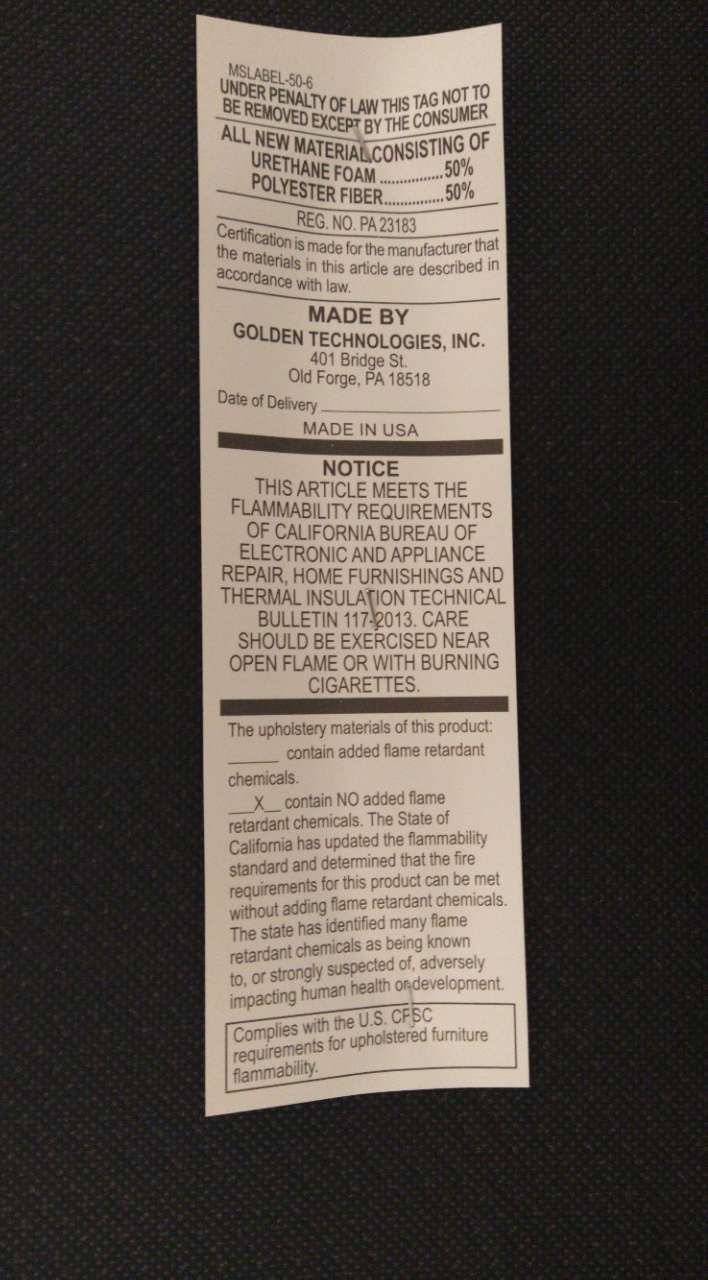 MSLABEL-50-6
UNDER PENALTY OF LAW THIS TAG NOT TO
BE REMOVED EXCEPT BY THE CONSUMER
ALL NEW MATERIAL CONSISTING OF
URETHANE FOAM ................50%
POLYESTER FIBER...............50%
REG. NO. PA 23183
Certification is made for the manufacturer that
the materials in this article are described in
accordance with law.
MADE BY
GOLDEN TECHNOLOGIES, INC.
401 Bridge St.
Old Forge, PA 18518
Date of Delivery ____________________
MADE IN USA
NOTICE
THIS ARTICLE MEETS THE
FLAMMABILITY REQUIREMENTS
OF CALIFORNIA BUREAU OF
ELECTRONIC AND APPLIANCE
REPAIR, HOME FURNISHINGS AND
THERMAL INSULATION TECHNICAL
BULLETIN 117-2013. CARE
SHOULD BE EXERCISED NEAR
OPEN FLAME OR WITH BURNING
CIGARETTES.
The upholstery materials of this product:
______ contain added flame retardant
chemicals.
___X__ contain NO added flame
retardant chemicals. The State of
California has updated the flammability
standard and determined that the fire
requirements for this product can be met
without adding flame retardant chemicals.
The state has identified many flame
retardant chemicals as being known
to, or strongly suspected of, adversely
impacting human health or development.
Complies with the U.S. CPSC
requirements for upholstered furniture
flammability.